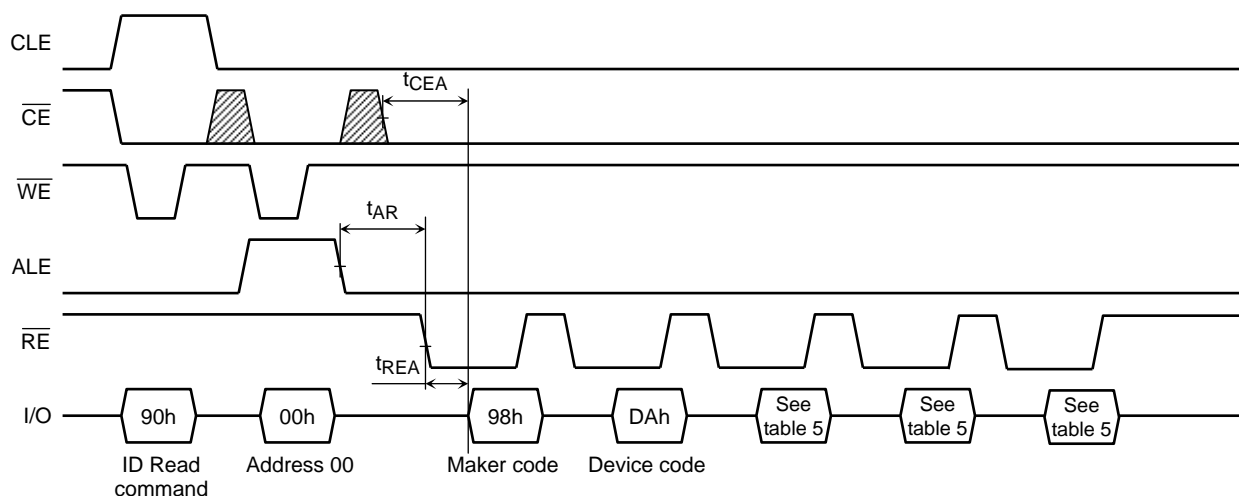 CLE
tCEA
CE
WE
tAR
ALE
RE
tREA
I/O
90h
00h
98h
DAh
See
table 5
See
table 5
See
table 5
ID Read
command
Address 00
Maker code
Device code